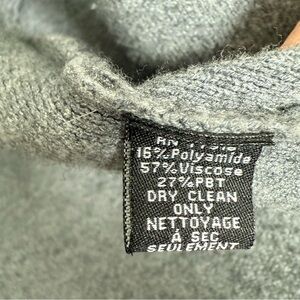 16% Polyamide
57% Viscose
27% PBT
DRY CLEAN
ONLY
NETTOYAGE
À SEC
SEULEMENT